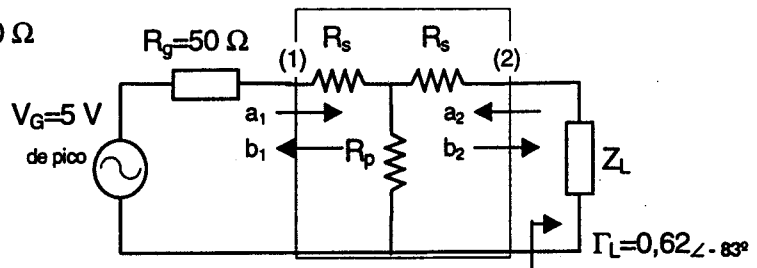 0 Ω
R_g=50 Ω
(1)
R_s
R_s
(2)
V_G=5 V
de pico
a_1
b_1
R_p
a_2
b_2
Z_L
Γ_L=0,62∠-83º